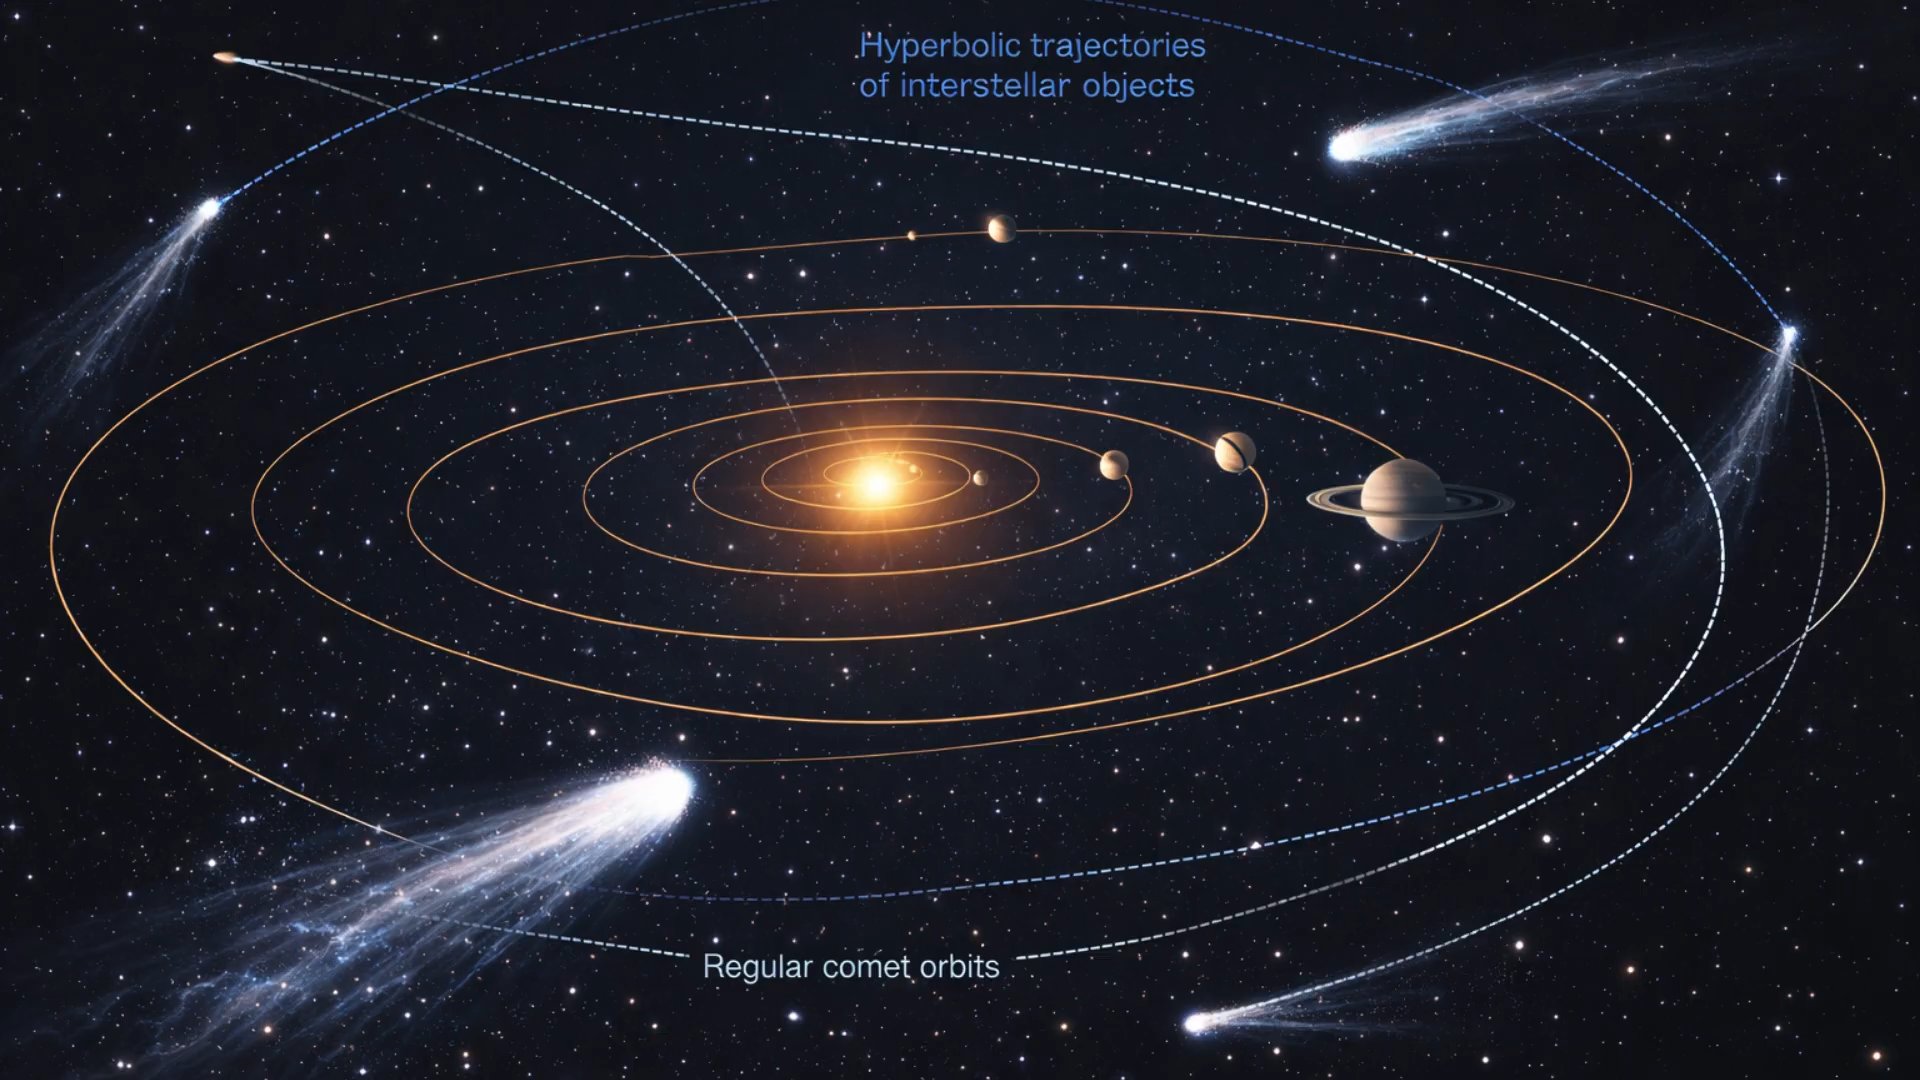 Hyperbolic trajectories
of interstellar objects
Regular comet orbits